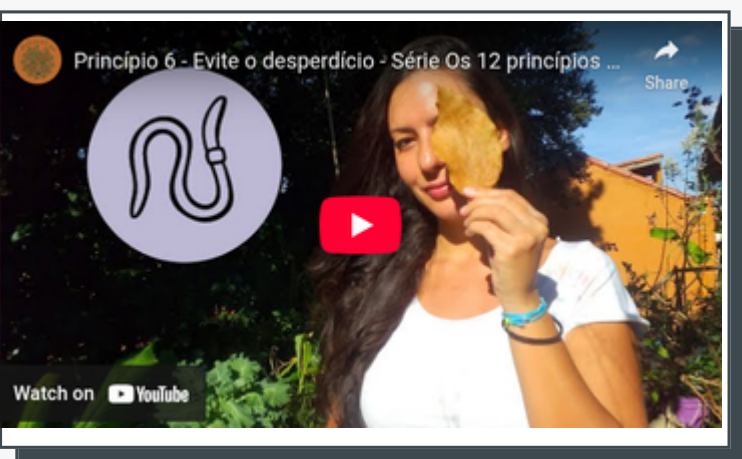 Princípio 6 - Evite o desperdício - Série Os 12 princípios ...
Share
Watch on YouTube